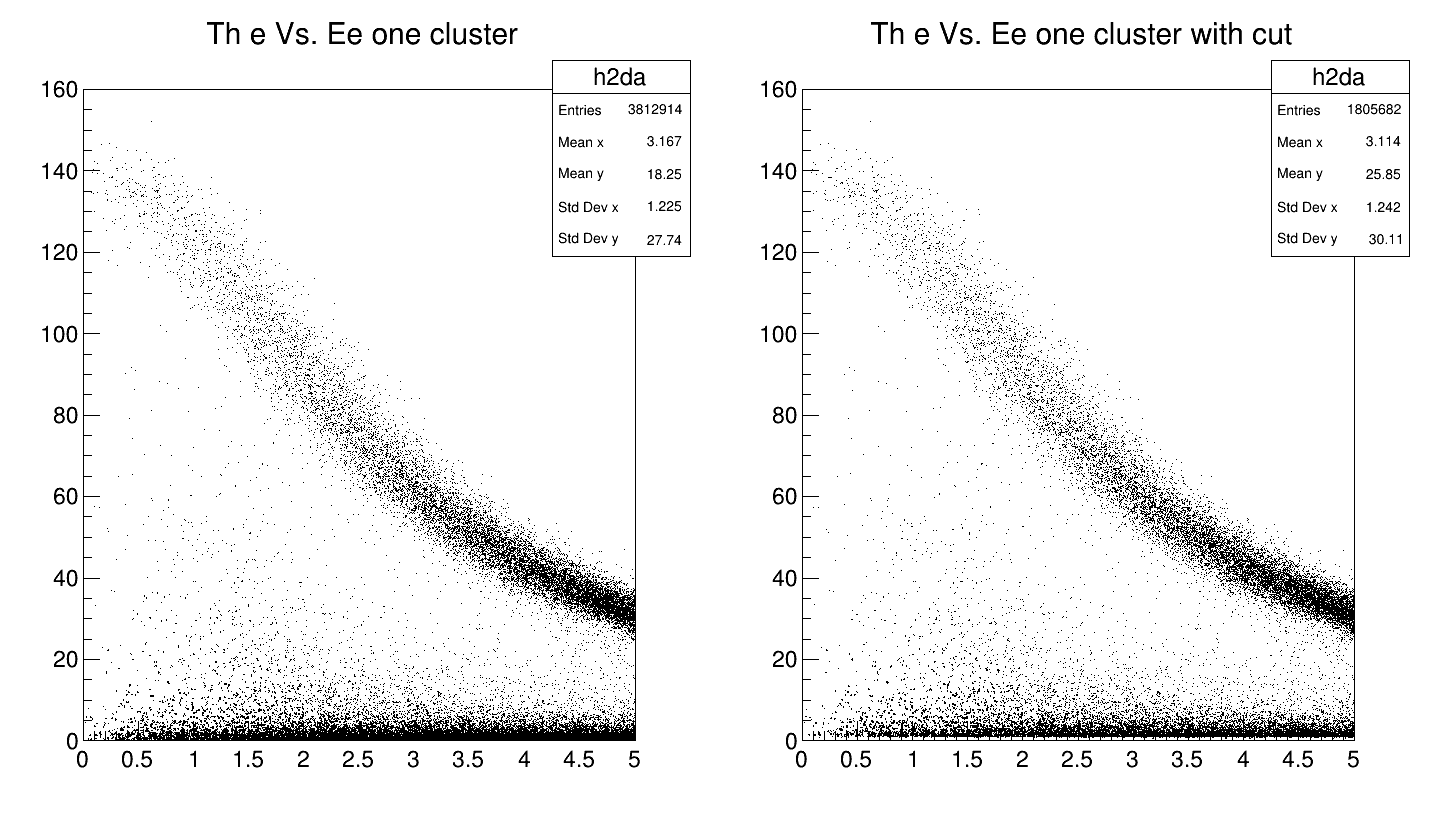 Th e Vs. Ee one cluster
h2da
Entries 3812914
Mean x 3.167
Mean y 18.25
Std Dev x 1.225
Std Dev y 27.74
160
140
120
100
80
60
40
20
0
0 0.5 1 1.5 2 2.5 3 3.5 4 4.5 5
Th e Vs. Ee one cluster with cut
h2da
Entries 1805682
Mean x 3.114
Mean y 25.85
Std Dev x 1.242
Std Dev y 30.11
160
140
120
100
80
60
40
20
0
0 0.5 1 1.5 2 2.5 3 3.5 4 4.5 5